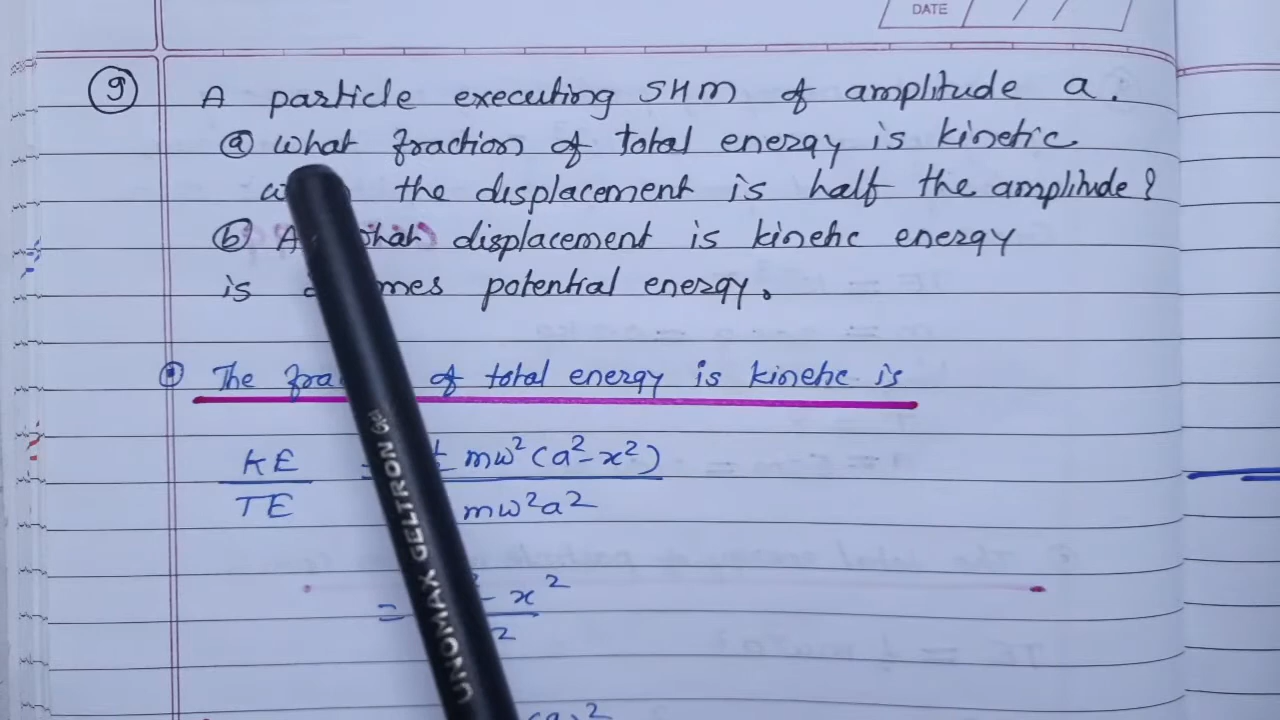 DATE
9 A particle executing SHM of amplitude a.
a What fraction of total energy is kinetic
the displacement is half the amplitude?
b displacement is kinetic energy
is potential energy.
The of total energy is kinetic is
KE = mω²(a²-x²)
TE mω²a²
= - x²
2
UNOMAX GELTRON Gel